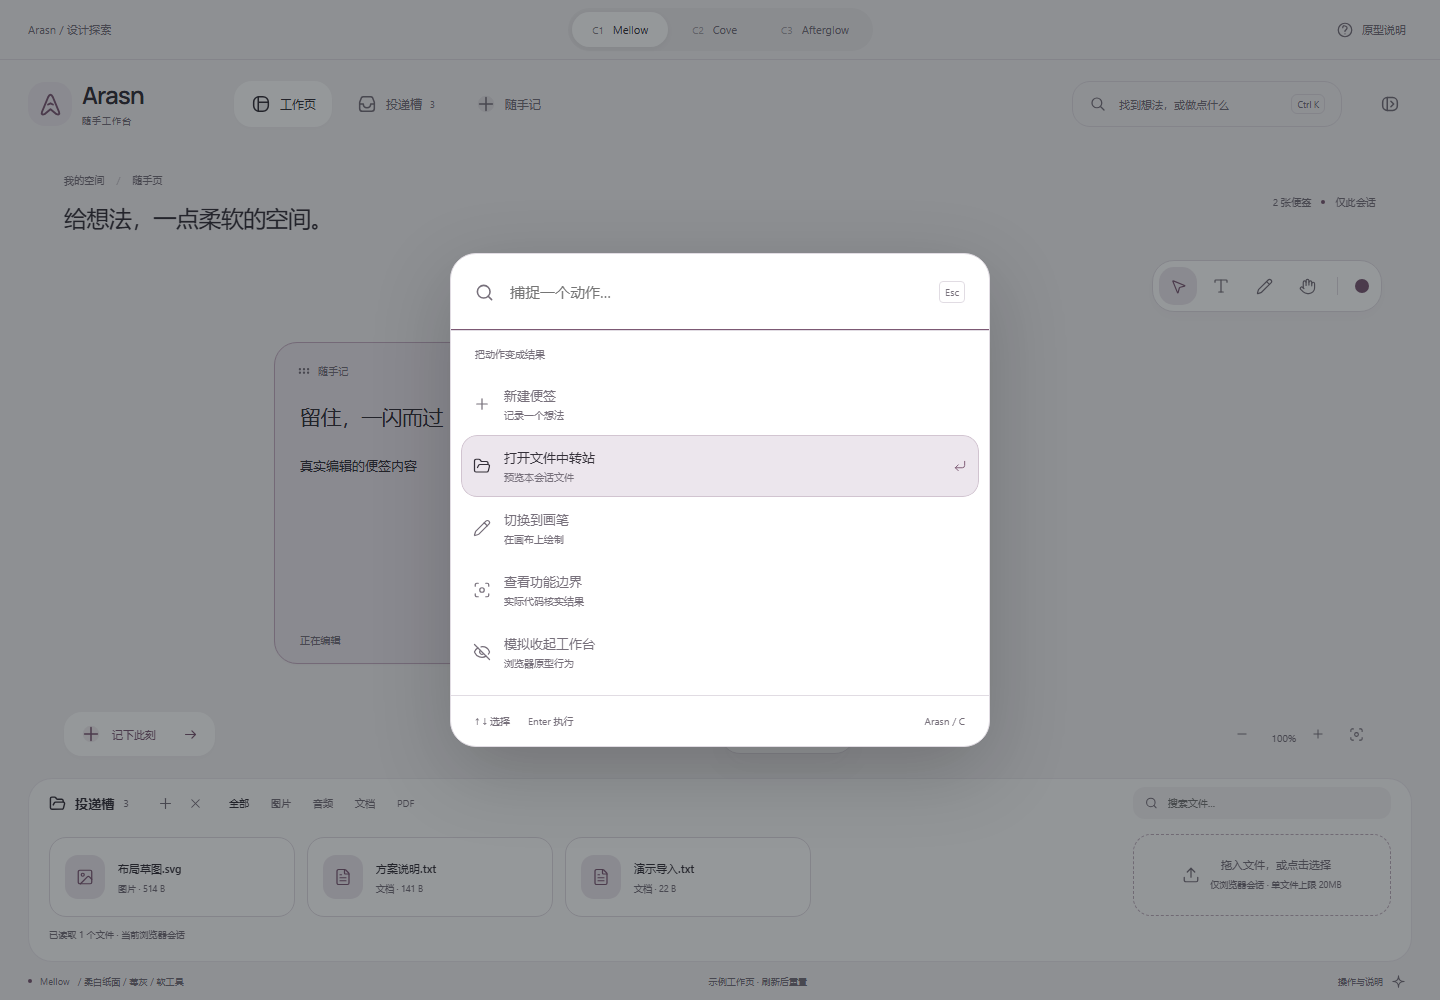 Arasn / 设计探索
C1 Mellow
C2 Cove
C3 Afterglow
原型说明
Arasn
随手工作台
工作页
投递槽 3
随手记
找到想法，或做点什么
Ctrl K
我的空间 / 随手页
给想法，一点柔软的空间。
2 张便签 • 仅此会话
捕捉一个动作...
Esc
T
把动作变成结果
随手记
新建便签
记录一个想法
留住，一闪而过
打开文件中转站
预览本会话文件
真实编辑的便签内容
切换到画笔
在画布上绘制
查看功能边界
实际代码核实结果
正在编辑
模拟收起工作台
浏览器原型行为
↑↓ 选择
Enter 执行
Arasn / C
记下此刻
100%
投递槽 3
全部
图片
音频
文档
PDF
搜索文件...
布局草图.svg
图片 · 514 B
方案说明.txt
文档 · 141 B
演示导入.txt
文档 · 22 B
拖入文件，或点击选择
仅浏览器会话 · 单文件上限 20MB
已读取 1 个文件 · 当前浏览器会话
Mellow / 柔白纸面 / 莓灰 / 软工具
示例工作页 · 刷新后重置
操作与说明